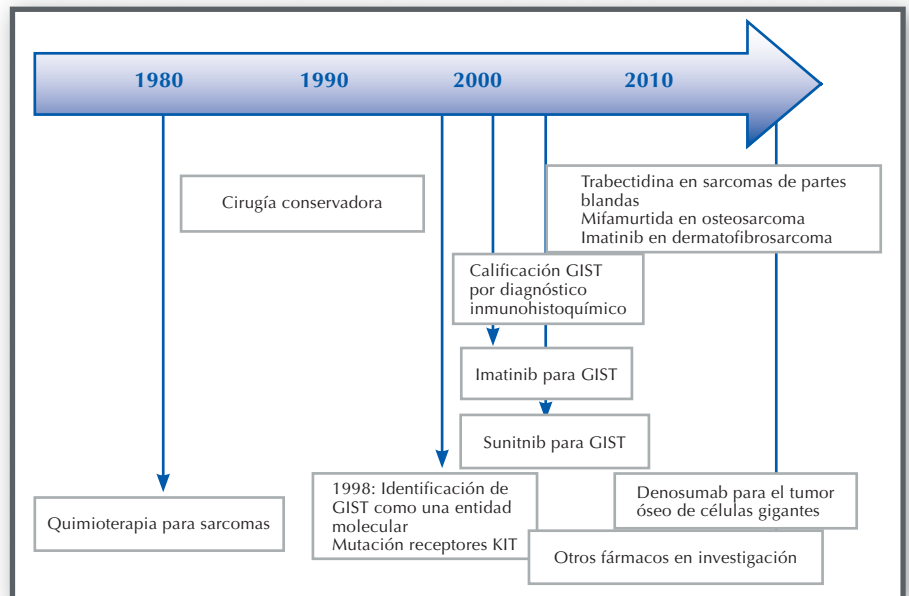 1980 1990 2000 2010
Cirugía conservadora
Trabectidina en sarcomas de partes
blandas
Mifamurtida en osteosarcoma
Imatinib en dermatofibrosarcoma
Calificación GIST
por diagnóstico
inmunohistoquímico
Imatinib para GIST
Sunitnib para GIST
Quimioterapia para sarcomas
1998: Identificación de
GIST como una entidad
molecular
Mutación receptores KIT
Denosumab para el tumor
óseo de células gigantes
Otros fármacos en investigación